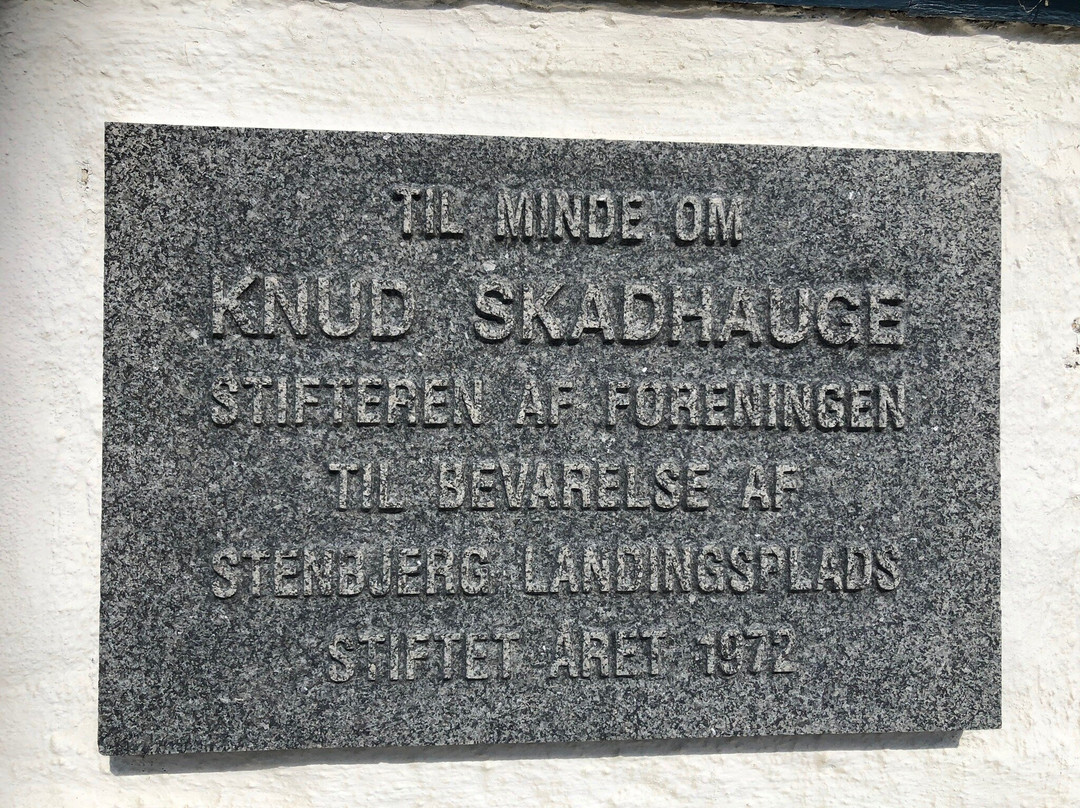 TIL MINDE OM
KNUD SKADHAUGE
STIFTEREN AF FORENINGEN
TIL BEVARELSE AF
STENBJERG LANDINGSPLADS
STIFTET ÅRET 1972